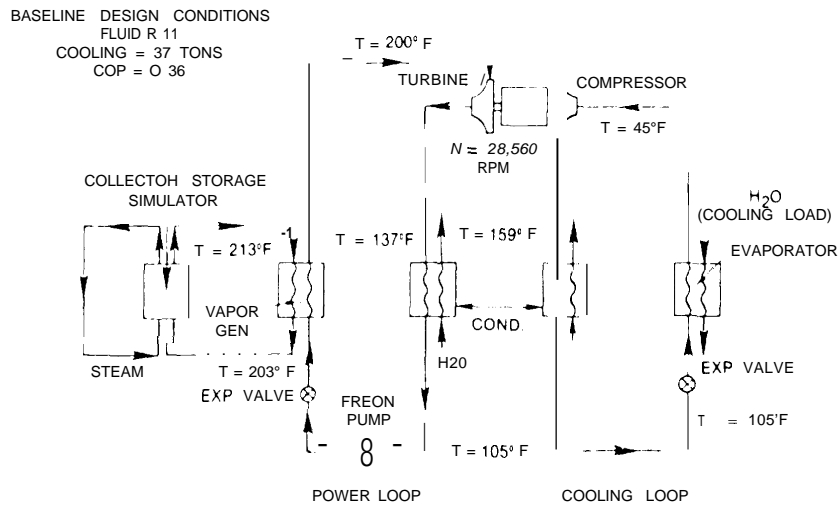 BASELINE DESIGN CONDITIONS
FLUID R 11
COOLING = 37 TONS
COP = O 36
T = 200° F
TURBINE
COMPRESSOR
T = 45°F
N = 28,560
RPM
COLLECTOH STORAGE
SIMULATOR
H2O
(COOLING LOAD)
T = 213°F
-1
T = 137°F
T = 159° F
EVAPORATOR
VAPOR
GEN
COND.
STEAM
T = 203° F
H20
EXP VALVE
EXP VALVE
FREON
PUMP
T = 105'F
T = 105° F
POWER LOOP
COOLING LOOP